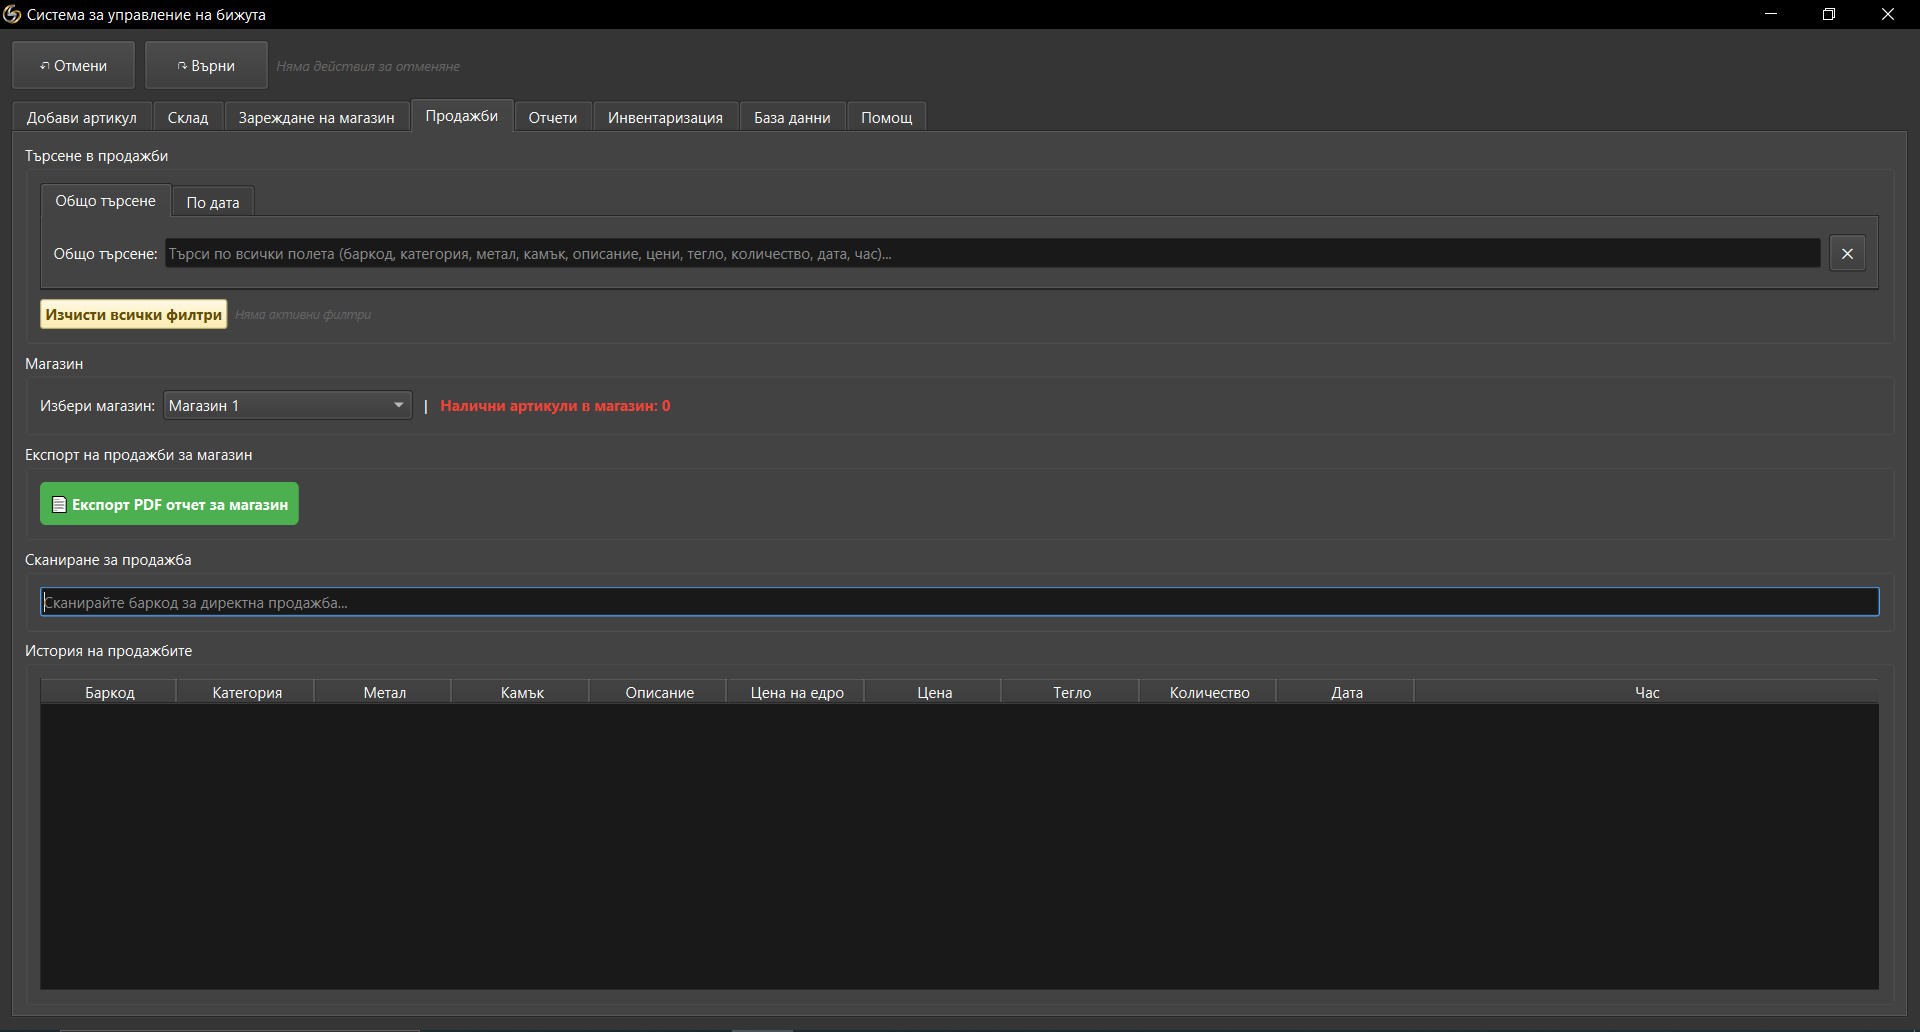 Система за управление на бижута
Отмени
Върни
Няма действия за отменяне
Добави артикул
Склад
Зареждане на магазин
Продажби
Отчети
Инвентаризация
База данни
Помощ
Търсене в продажби
Общо търсене
По дата
Общо търсене:
Търси по всички полета (баркод, категория, метал, камък, описание, цени, тегло, количество, дата, час)...
Изчисти всички филтри
Няма активни филтри
Магазин
Избери магазин:
Магазин 1
|
Налични артикули в магазин: 0
Експорт на продажби за магазин
Експорт PDF отчет за магазин
Сканиране за продажба
Сканирайте баркод за директна продажба...
История на продажбите
Баркод
Категория
Метал
Камък
Описание
Цена на едро
Цена
Тегло
Количество
Дата
Час